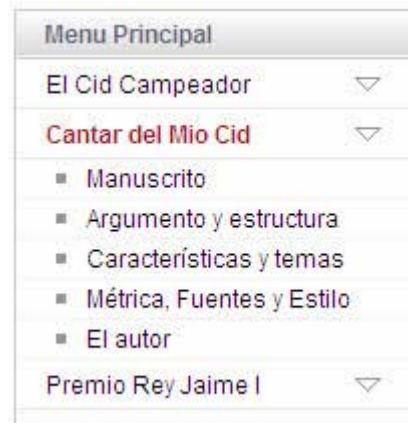 Menu Principal
El Cid Campeador
Cantar del Mio Cid
Manuscrito
Argumento y estructura
Características y temas
Métrica, Fuentes y Estilo
El autor
Premio Rey Jaime I